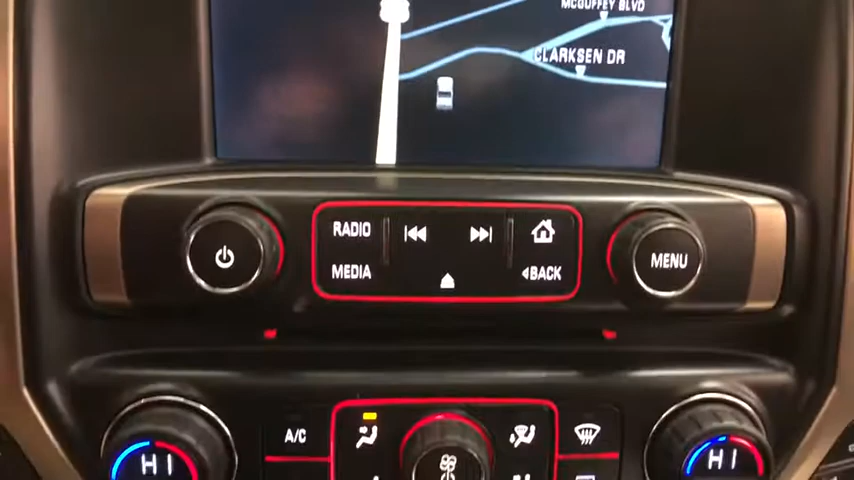 MCGUFFEY BLVD
CLARKSEN DR
RADIO
MEDIA
BACK
MENU
A/C
HI
HI